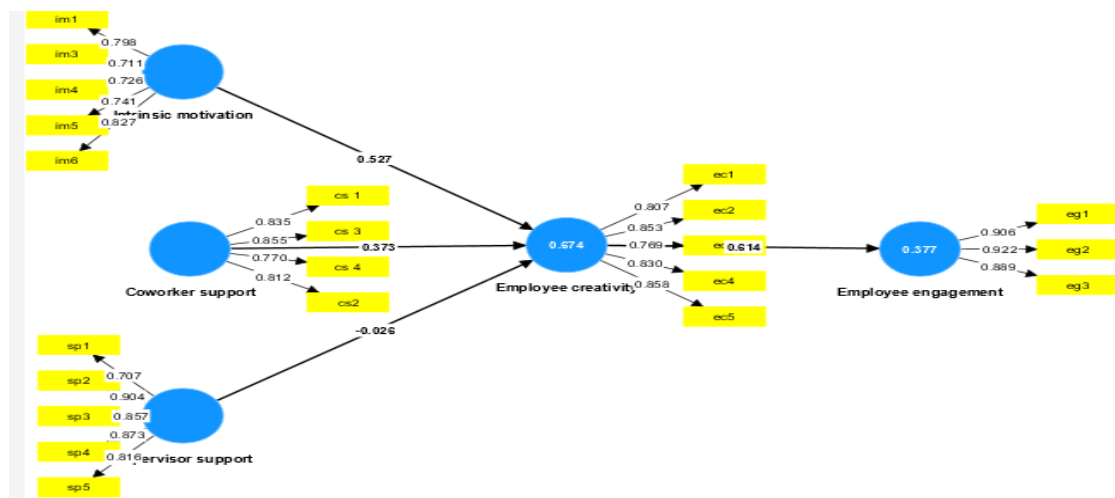 im1
0.798
im3
0.711
0.726
im4
0.741
Intrinsic motivation
im5
0.827
im6
0.527
cs 1
0.835
cs 3
0.855
0.373
cs 4
0.770
0.812
cs2
Coworker support
ec1
0.807
ec2
0.853
0.674
0.769
0.614
0.830
ec4
0.858
ec5
Employee creativity
eg1
0.906
0.377
0.922
eg2
0.889
eg3
Employee engagement
-0.026
sp1
0.707
sp2
0.904
sp3
0.857
0.873
sp4
0.816
ervisor support
sp5